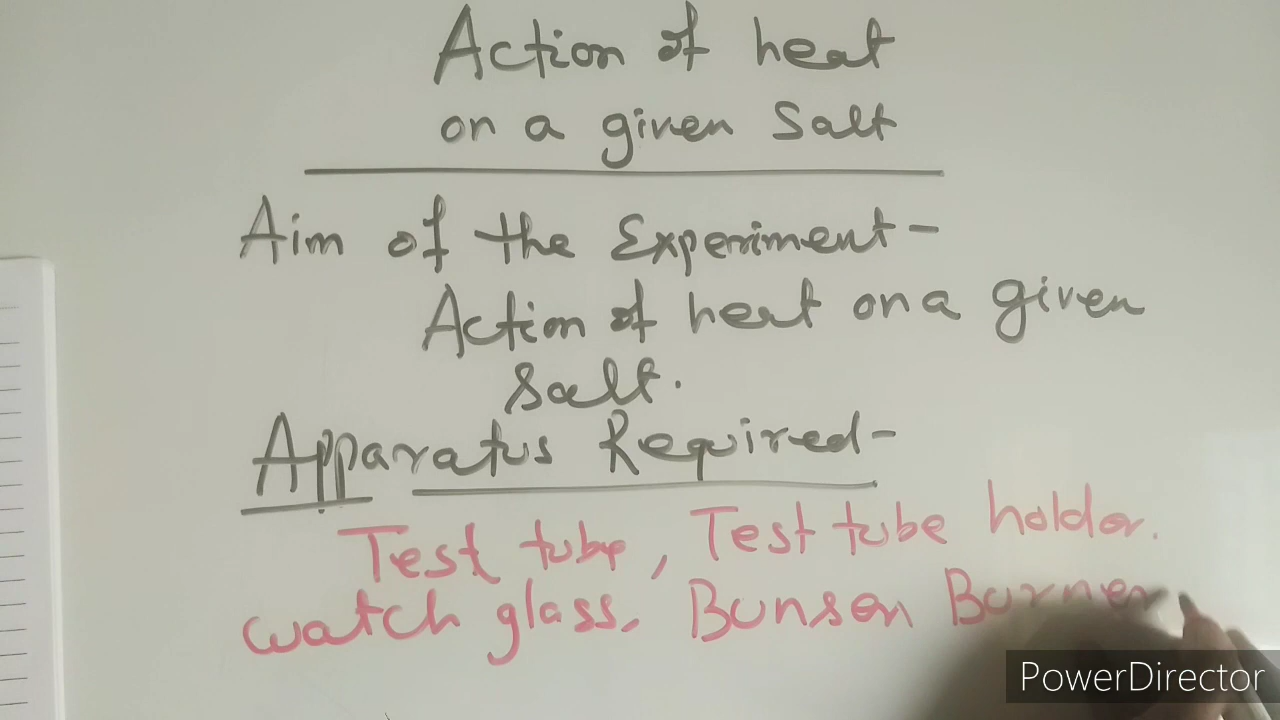 Action of heat
on a given Salt
Aim of the Experiment-
Action of heat on a given
Salt.
Apparatus Required-
Test tube, Test tube holder.
watch glass, Bunsen Burner
PowerDirector